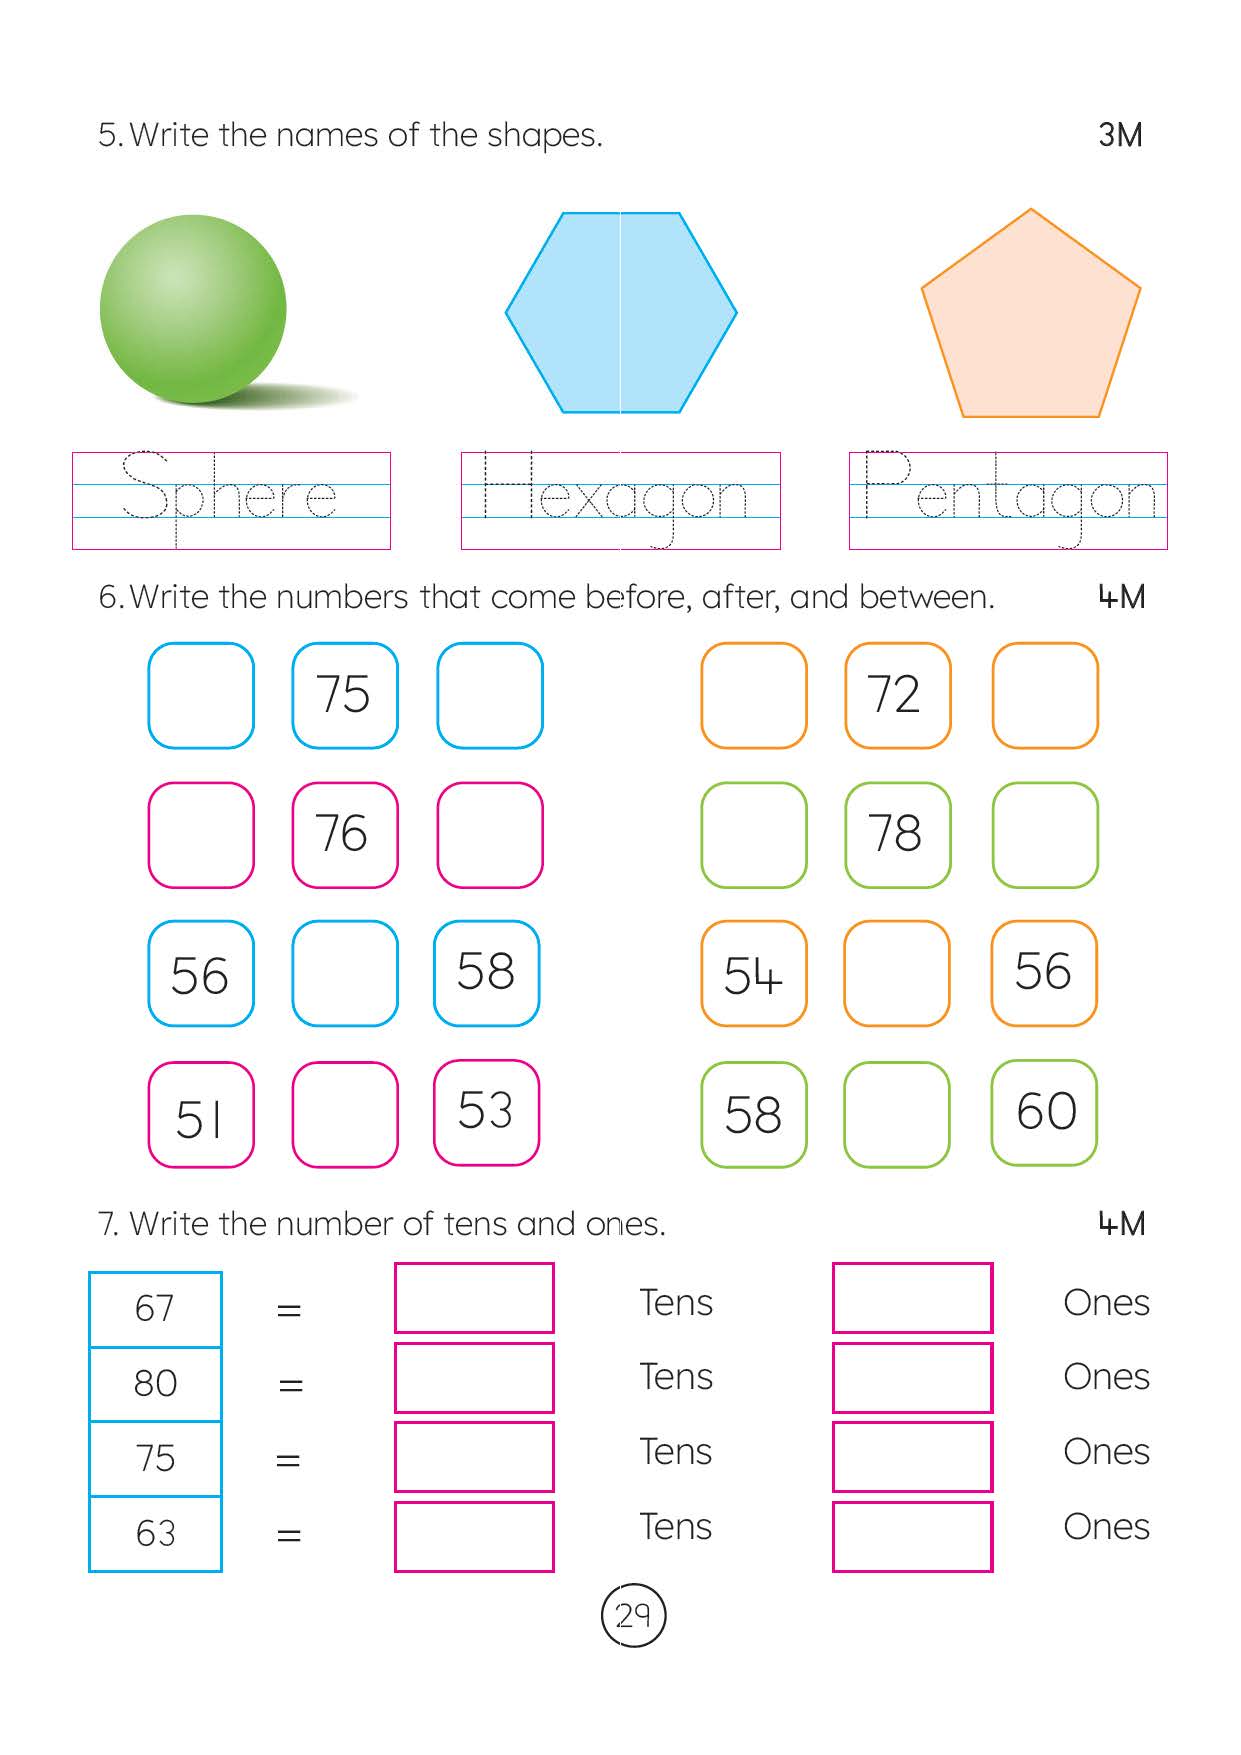 5. Write the names of the shapes. 3M
Sphere Hexagon Pentagon
6. Write the numbers that come before, after, and between. 4M
75 72
76 78
56 58 54 56
51 53 58 60
7. Write the number of tens and ones. 4M
67 = Tens Ones
80 = Tens Ones
75 = Tens Ones
63 = Tens Ones
29